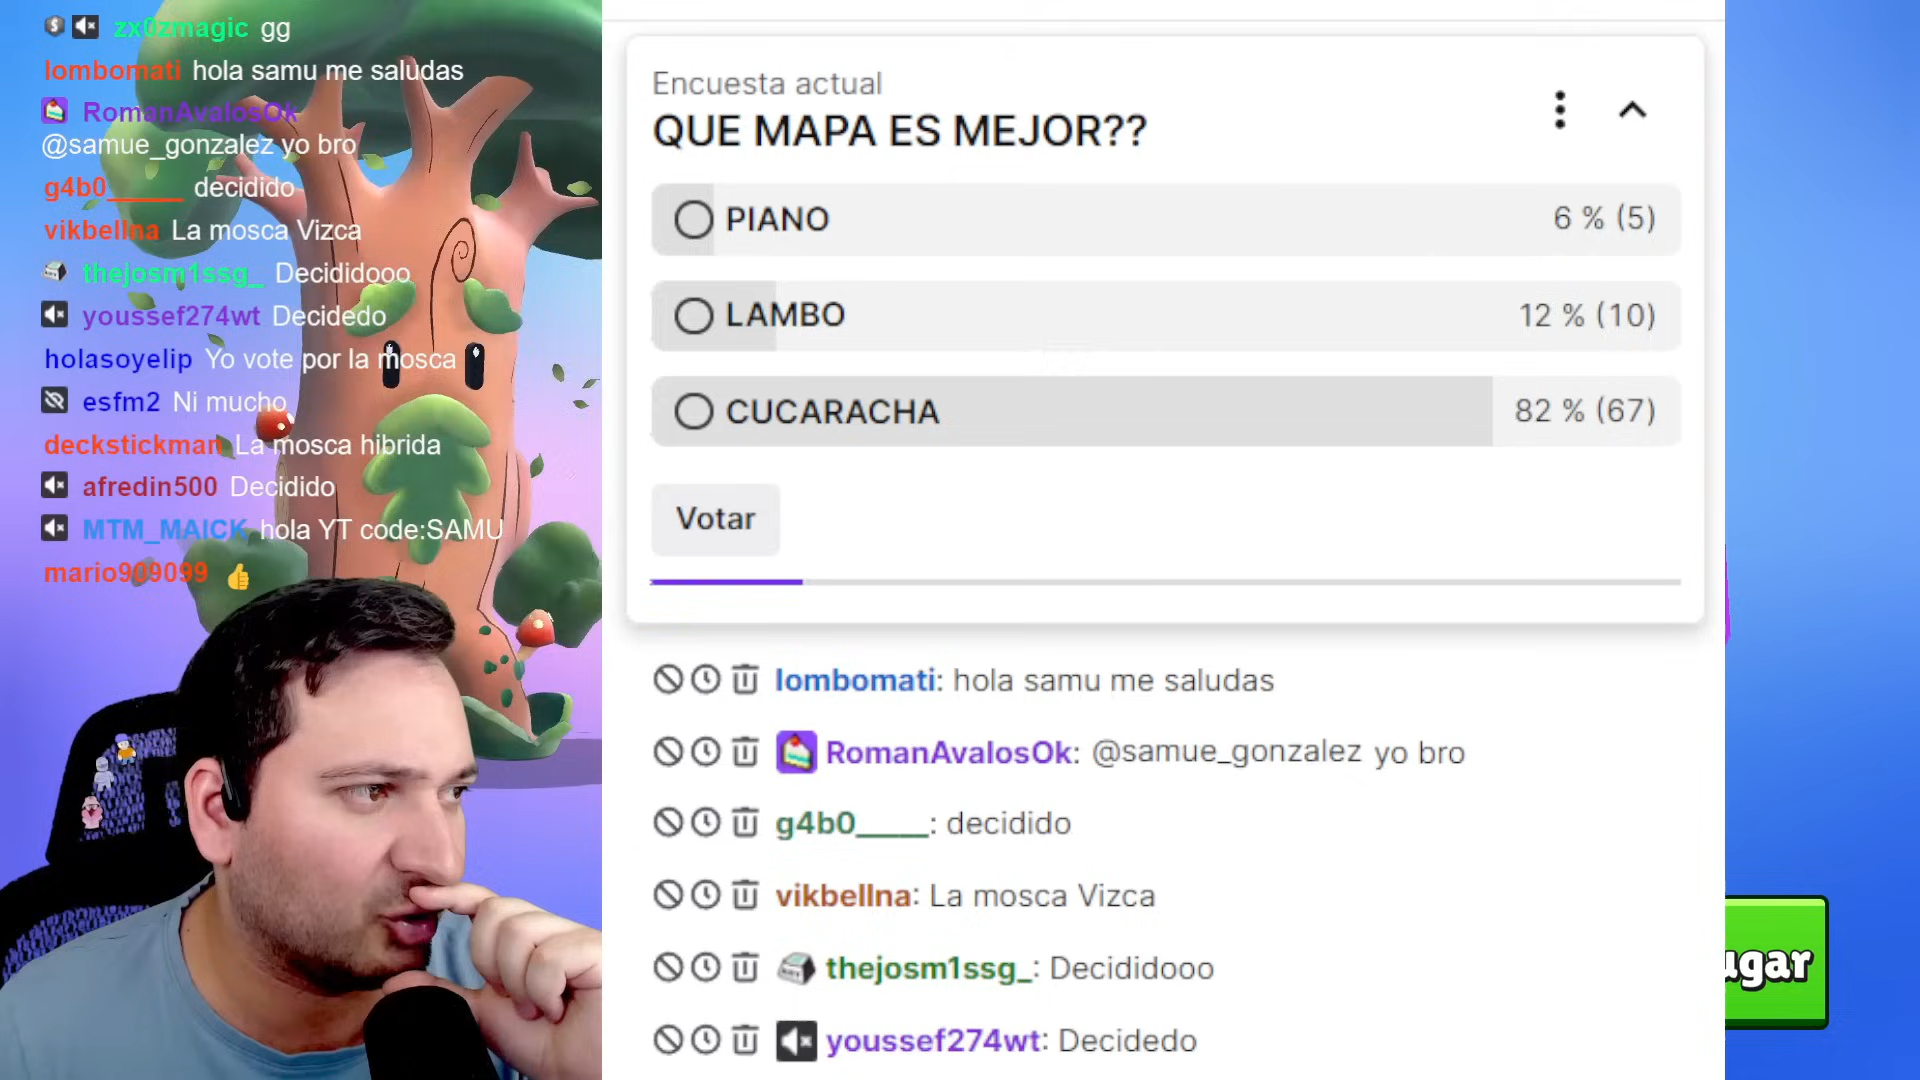 zx0zmagic gg
lombomati hola samu me saludas
RomanAvalosOk
@samue_gonzalez yo bro
g4b0_____ decidido
vikbellna La mosca Vizca
thejosm1ssg_ Decididooo
youssef274wt Decidedo
holasoyelip Yo vote por la mosca
esfm2 Ni mucho
deckstickman La mosca hibrida
afredin500 Decidido
MTM_MAICK hola YT code:SAMU
mario909099 👍
Encuesta actual
QUE MAPA ES MEJOR??
PIANO 6 % (5)
LAMBO 12 % (10)
CUCARACHA 82 % (67)
Votar
lombomati: hola samu me saludas
RomanAvalosOk: @samue_gonzalez yo bro
g4b0_____: decidido
vikbellna: La mosca Vizca
thejosm1ssg_: Decididooo
youssef274wt: Decidedo
ugar